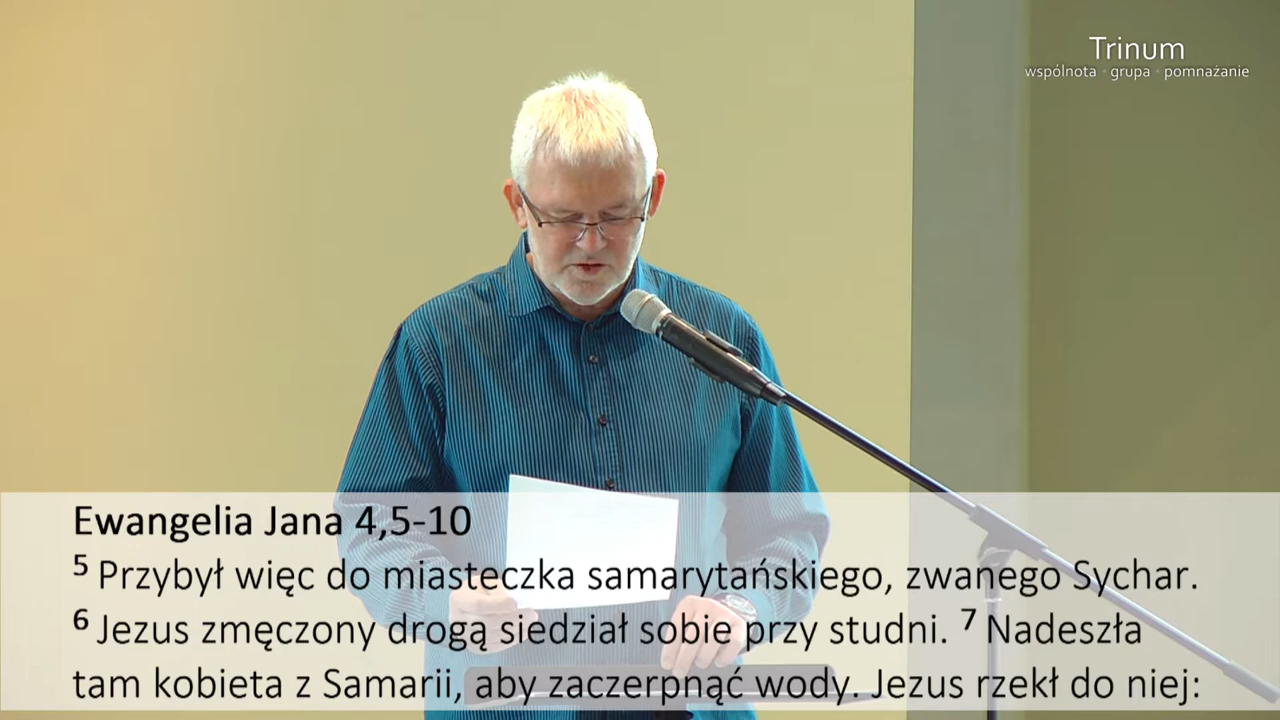 Trinum
wspólnota · grupa · pomnażanie
Ewangelia Jana 4,5-10
5 Przybył więc do miasteczka samarytańskiego, zwanego Sychar.
6 Jezus zmęczony drogą siedział sobie przy studni. 7 Nadeszła
tam kobieta z Samarii, aby zaczerpnąć wody. Jezus rzekł do niej: